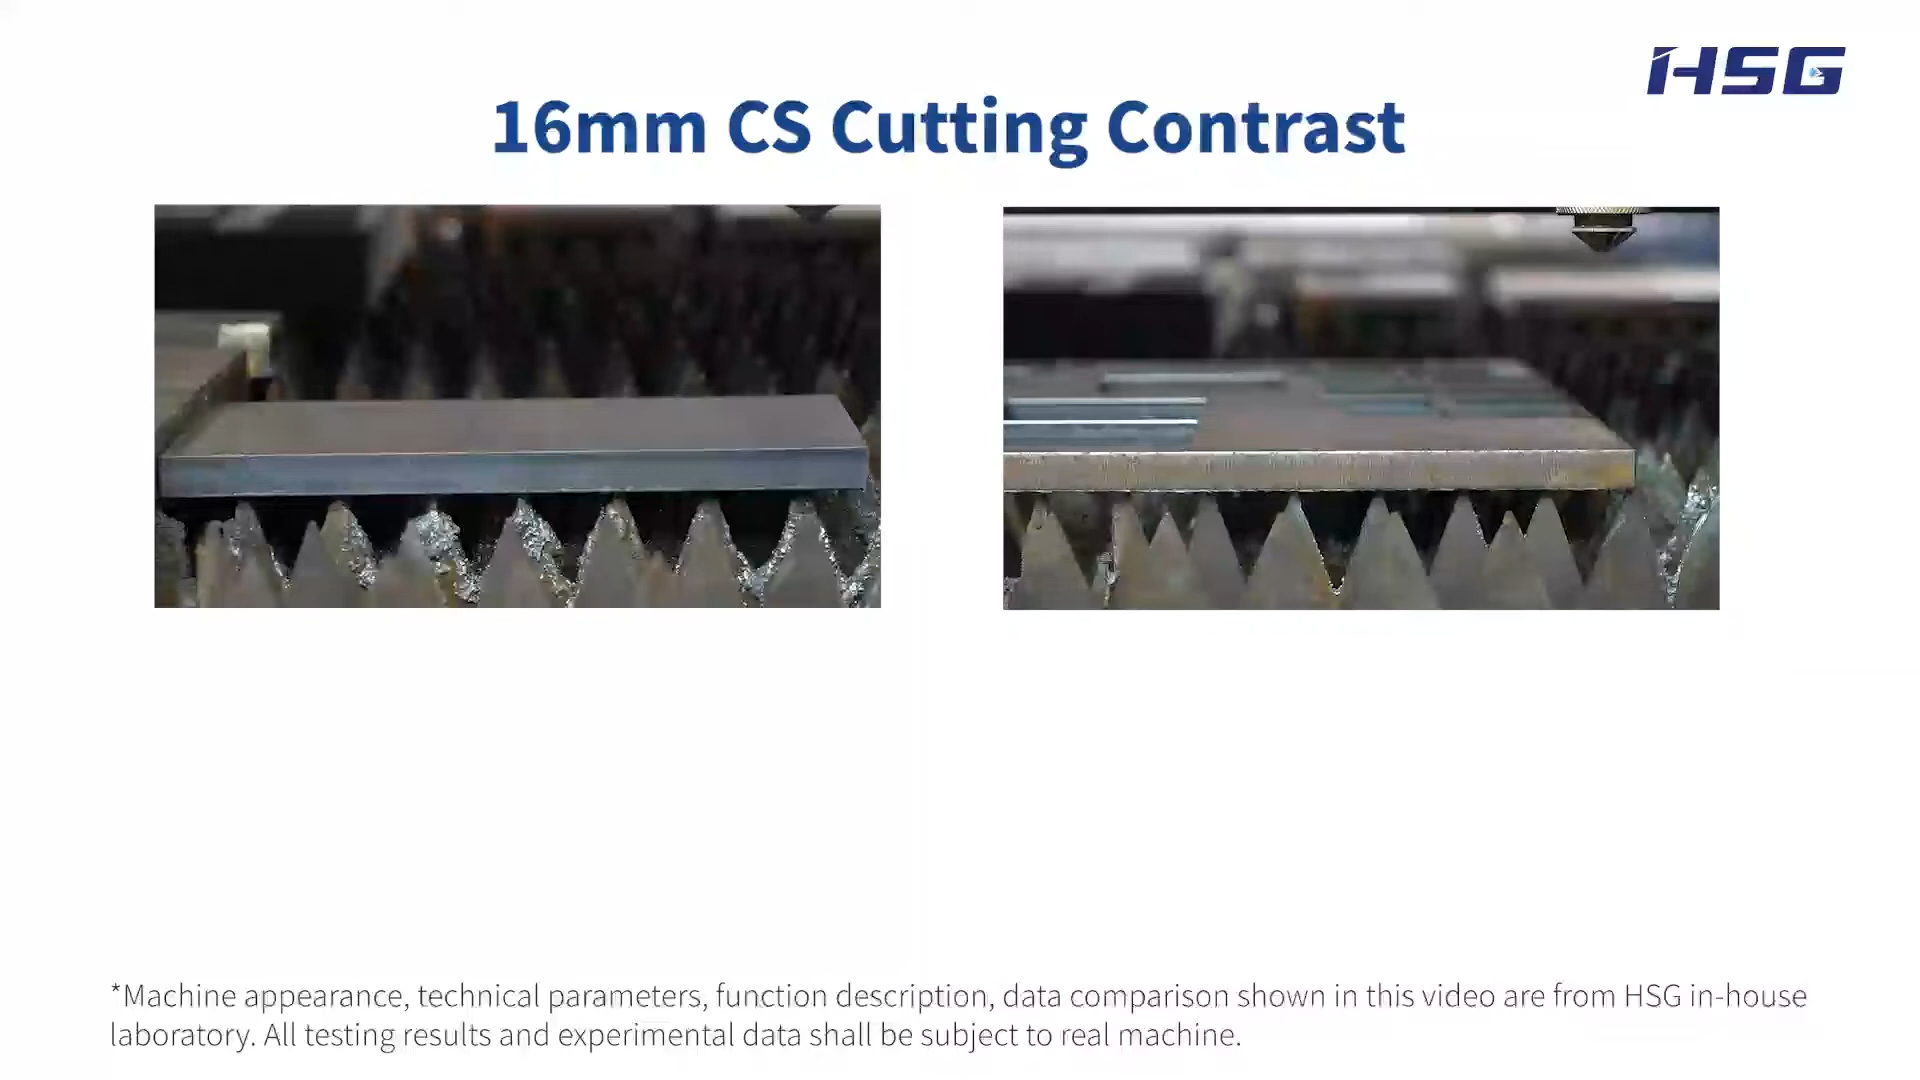 HSG
16mm CS Cutting Contrast
*Machine appearance, technical parameters, function description, data comparison shown in this video are from HSG in-house
laboratory. All testing results and experimental data shall be subject to real machine.